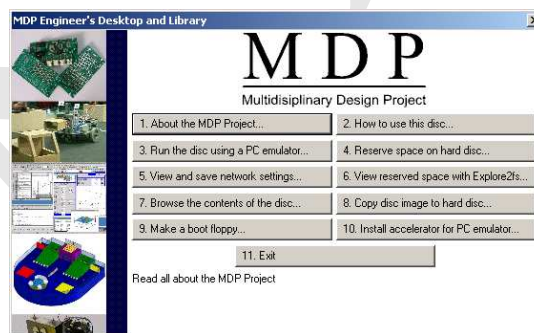 MDP Engineer's Desktop and Library
M D P
Multidisiplinary Design Project
1. About the MDP Project...
2. How to use this disc...
3. Run the disc using a PC emulator...
4. Reserve space on hard disc...
5. View and save network settings...
6. View reserved space with Explore2fs...
7. Browse the contents of the disc...
8. Copy disc image to hard disc...
9. Make a boot floppy...
10. Install accelerator for PC emulator...
11. Exit
Read all about the MDP Project